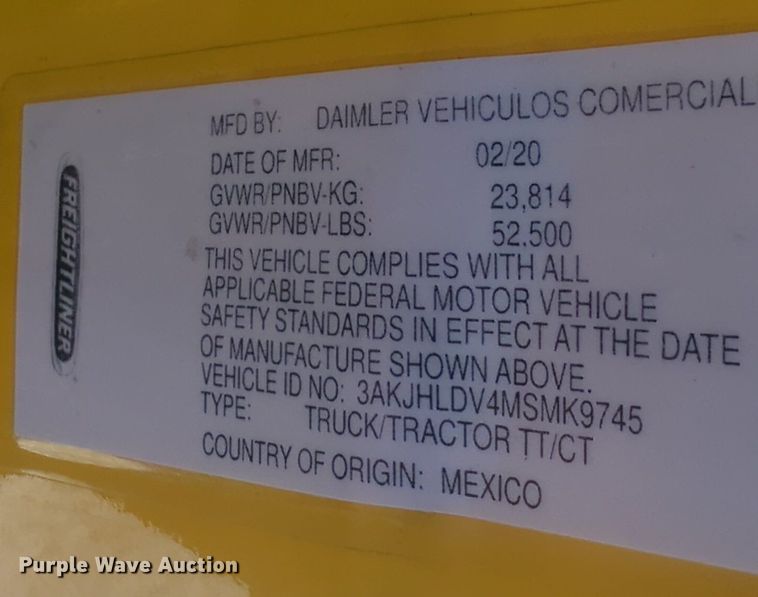 FREIGHTLINER
MFD BY: DAIMLER VEHICULOS COMERCIAL
DATE OF MFR: 02/20
GVWR/PNBV-KG: 23,814
GVWR/PNBV-LBS: 52.500
THIS VEHICLE COMPLIES WITH ALL
APPLICABLE FEDERAL MOTOR VEHICLE
SAFETY STANDARDS IN EFFECT AT THE DATE
OF MANUFACTURE SHOWN ABOVE.
VEHICLE ID NO: 3AKJHLDV4MSMK9745
TYPE: TRUCK/TRACTOR TT/CT
COUNTRY OF ORIGIN: MEXICO
Purple Wave Auction